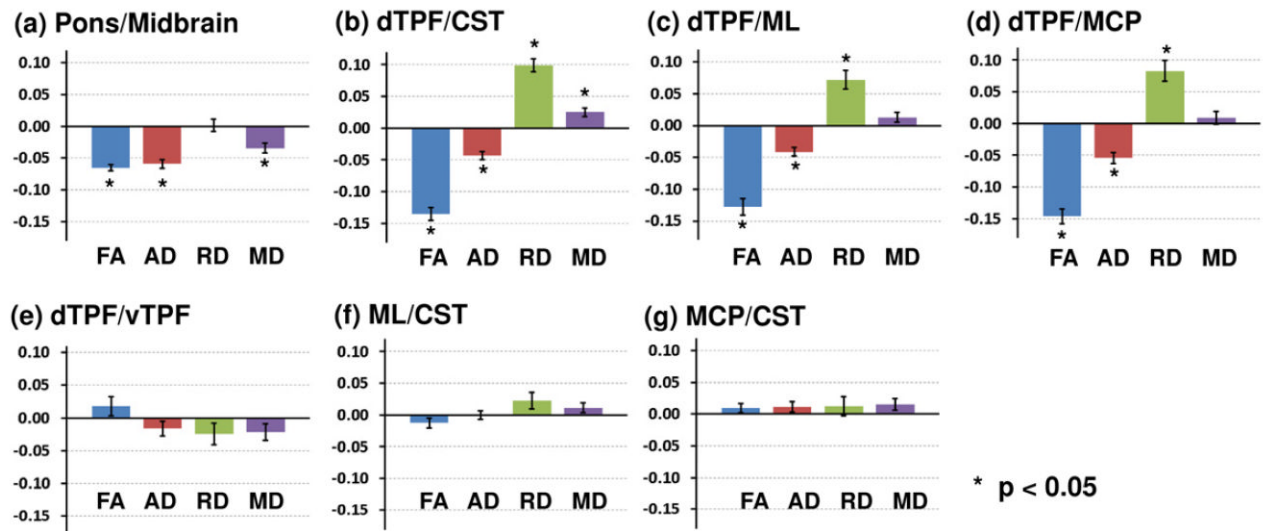 (a) Pons/Midbrain
0.10
0.05
0.00
-0.05
-0.10
-0.15
* * *
FA AD RD MD
(b) dTPF/CST
0.10
0.05
0.00
-0.05
-0.10
-0.15
* * * *
FA AD RD MD
(c) dTPF/ML
0.10
0.05
0.00
-0.05
-0.10
-0.15
* * *
FA AD RD MD
(d) dTPF/MCP
0.10
0.05
0.00
-0.05
-0.10
-0.15
* * *
FA AD RD MD
(e) dTPF/vTPF
0.10
0.05
0.00
-0.05
-0.10
-0.15
FA AD RD MD
(f) ML/CST
0.10
0.05
0.00
-0.05
-0.10
-0.15
FA AD RD MD
(g) MCP/CST
0.10
0.05
0.00
-0.05
-0.10
-0.15
FA AD RD MD
* p < 0.05